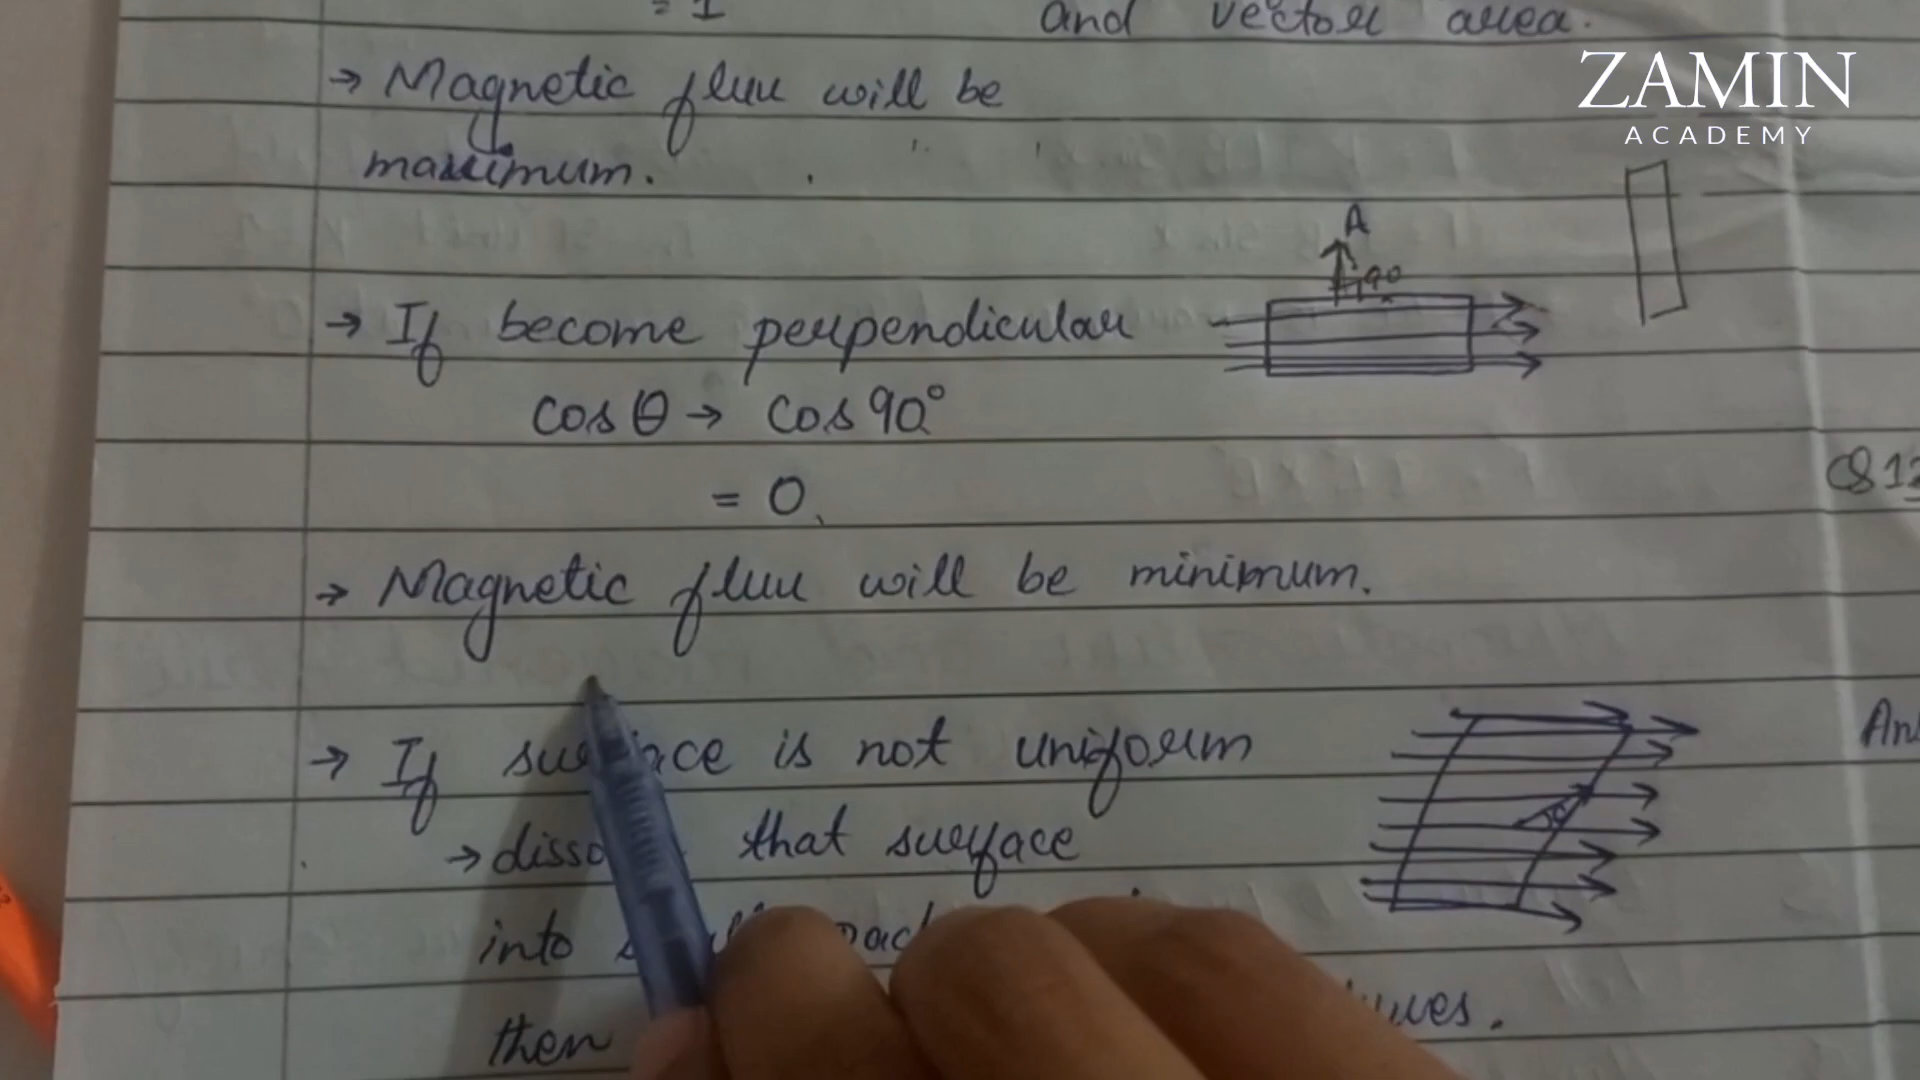 = 1
and vector area.
ZAMIN
ACADEMY
→ Magnetic flux will be
maximum.
A
90
→ If become perpendicular
cos θ → cos 90°
= 0
→ Magnetic flux will be minimum.
→ If surface is not uniform
→ that surface
into
then